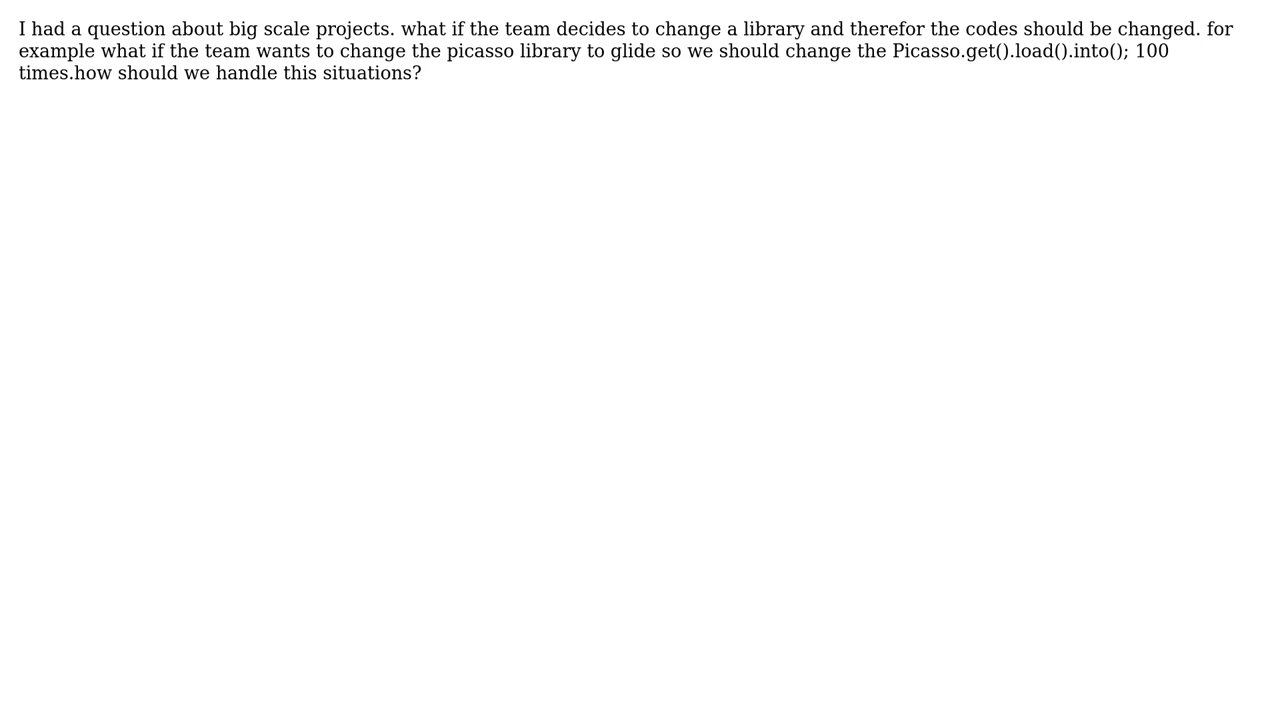 I had a question about big scale projects. what if the team decides to change a library and therefor the codes should be changed. for
example what if the team wants to change the picasso library to glide so we should change the Picasso.get().load().into(); 100
times.how should we handle this situations?